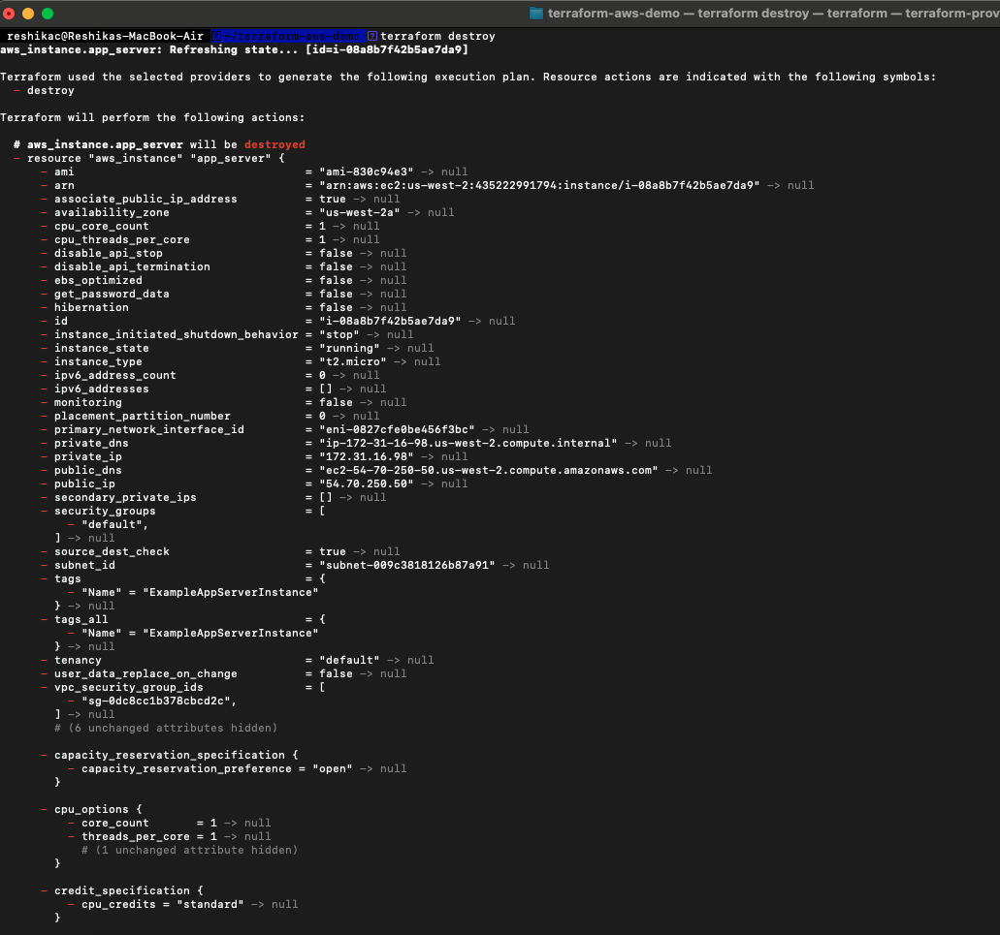 terraform-aws-demo — terraform destroy — terraform — terraform-prov
reshikac@Reshikas-MacBook-Air ? ~/terraform-aws-demo ? terraform destroy
aws_instance.app_server: Refreshing state... [id=i-08a8b7f42b5ae7da9]
Terraform used the selected providers to generate the following execution plan. Resource actions are indicated with the following symbols:
- destroy
Terraform will perform the following actions:
# aws_instance.app_server will be destroyed
- resource "aws_instance" "app_server" {
- ami = "ami-830c94e3" -> null
- arn = "arn:aws:ec2:us-west-2:435222991794:instance/i-08a8b7f42b5ae7da9" -> null
- associate_public_ip_address = true -> null
- availability_zone = "us-west-2a" -> null
- cpu_core_count = 1 -> null
- cpu_threads_per_core = 1 -> null
- disable_api_stop = false -> null
- disable_api_termination = false -> null
- ebs_optimized = false -> null
- get_password_data = false -> null
- hibernation = false -> null
- id = "i-08a8b7f42b5ae7da9" -> null
- instance_initiated_shutdown_behavior = "stop" -> null
- instance_state = "running" -> null
- instance_type = "t2.micro" -> null
- ipv6_address_count = 0 -> null
- ipv6_addresses = [] -> null
- monitoring = false -> null
- placement_partition_number = 0 -> null
- primary_network_interface_id = "eni-0827cfe0be456f3bc" -> null
- private_dns = "ip-172-31-16-98.us-west-2.compute.internal" -> null
- private_ip = "172.31.16.98" -> null
- public_dns = "ec2-54-70-250-50.us-west-2.compute.amazonaws.com" -> null
- public_ip = "54.70.250.50" -> null
- secondary_private_ips = [] -> null
- security_groups = [
- "default",
] -> null
- source_dest_check = true -> null
- subnet_id = "subnet-009c3818126b87a91" -> null
- tags = {
- "Name" = "ExampleAppServerInstance"
} -> null
- tags_all = {
- "Name" = "ExampleAppServerInstance"
} -> null
- tenancy = "default" -> null
- user_data_replace_on_change = false -> null
- vpc_security_group_ids = [
- "sg-0dc8cc1b378cbcd2c",
] -> null
# (6 unchanged attributes hidden)
- capacity_reservation_specification {
- capacity_reservation_preference = "open" -> null
}
- cpu_options {
- core_count = 1 -> null
- threads_per_core = 1 -> null
# (1 unchanged attribute hidden)
}
- credit_specification {
- cpu_credits = "standard" -> null
}